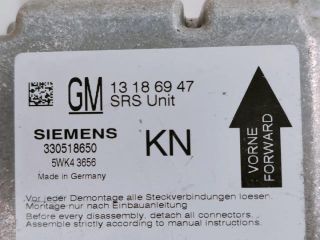 GM 13 18 69 47
SRS Unit
SIEMENS
330518650
5WK4 3656
Made in Germany
KN
VORNE
FORWARD
Vor jeder Demontage alle Steckverbindungen loesen.
Montage nur nach Einbauanleitung
Before every disassembly, detach all connectors.
Assemble strictly according to manual instructions.